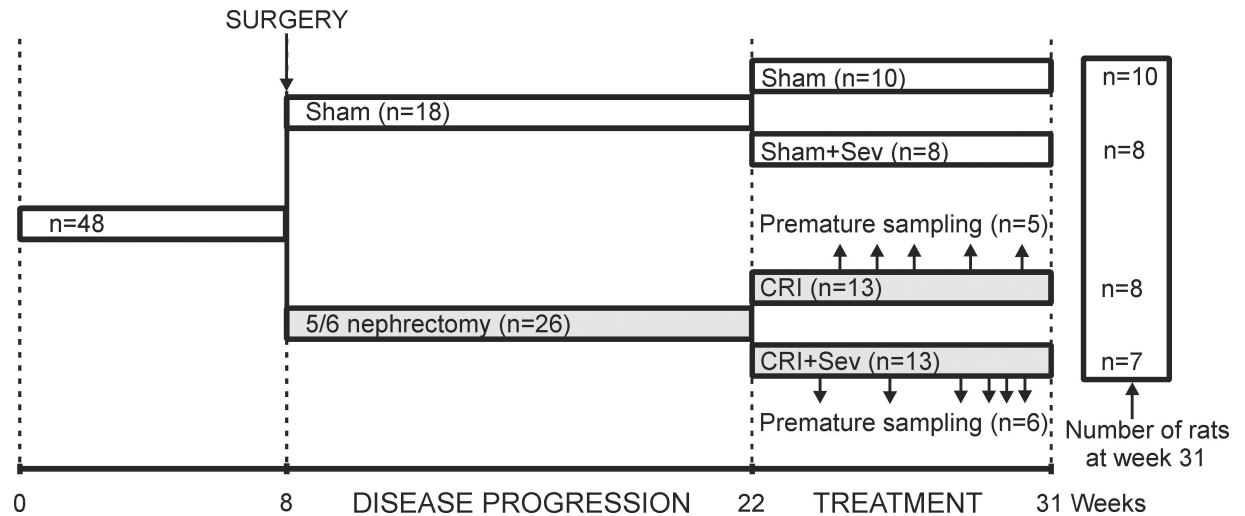 SURGERY
Sham (n=10)
n=10
Sham (n=18)
Sham+Sev (n=8)
n=8
n=48
Premature sampling (n=5)
CRI (n=13)
n=8
5/6 nephrectomy (n=26)
CRI+Sev (n=13)
n=7
Premature sampling (n=6)
Number of rats
at week 31
0
8
DISEASE PROGRESSION
22
TREATMENT
31 Weeks